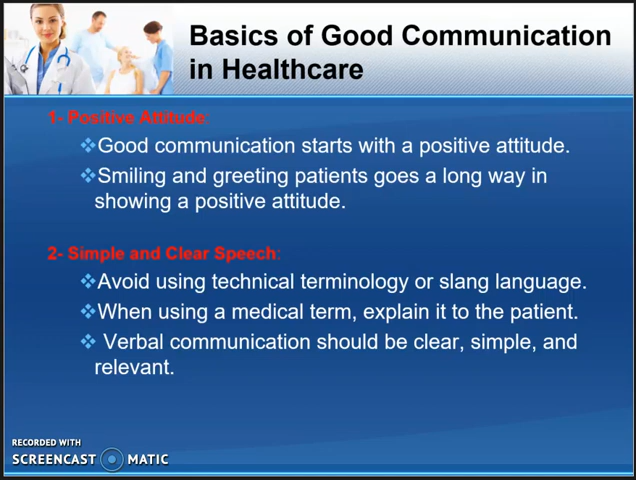 Basics of Good Communication
in Healthcare
1- Positive Attitude:
❖Good communication starts with a positive attitude.
❖Smiling and greeting patients goes a long way in
showing a positive attitude.
2- Simple and Clear Speech:
❖Avoid using technical terminology or slang language.
❖When using a medical term, explain it to the patient.
❖ Verbal communication should be clear, simple, and
relevant.
RECORDED WITH
SCREENCAST MATIC